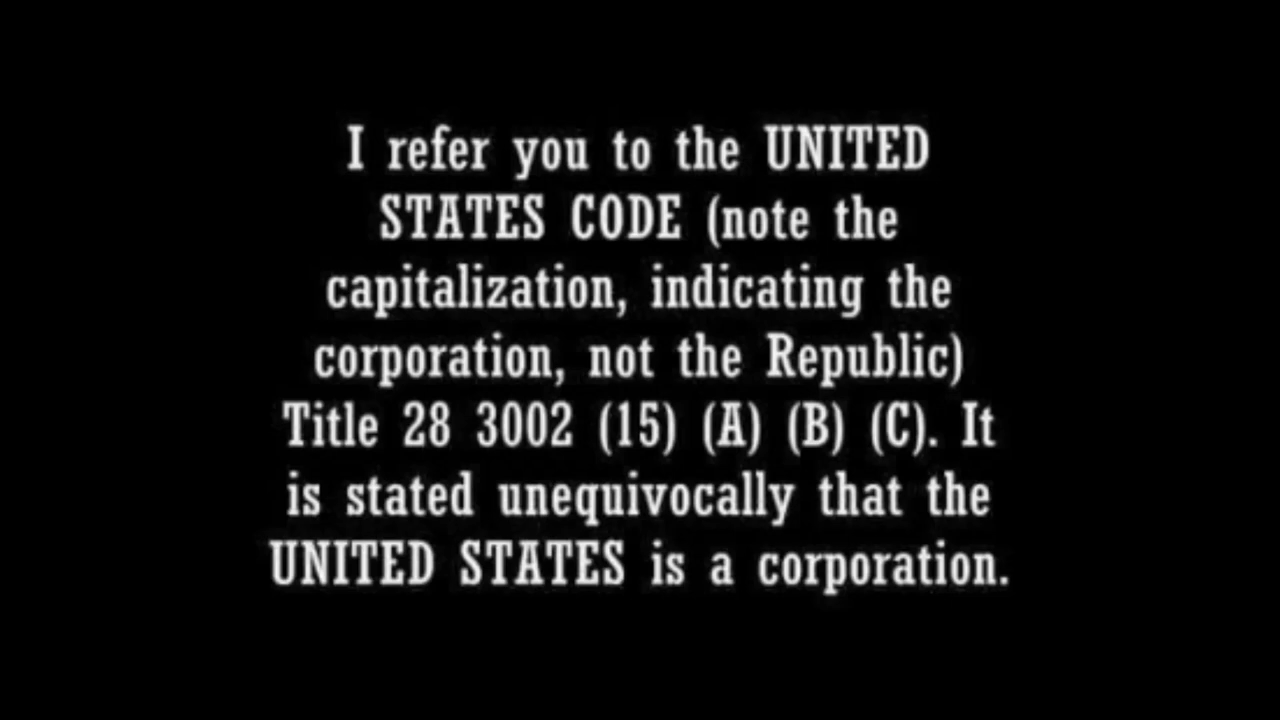 I refer you to the UNITED
STATES CODE (note the
capitalization, indicating the
corporation, not the Republic)
Title 28 3002 (15) (A) (B) (C). It
is stated unequivocally that the
UNITED STATES is a corporation.